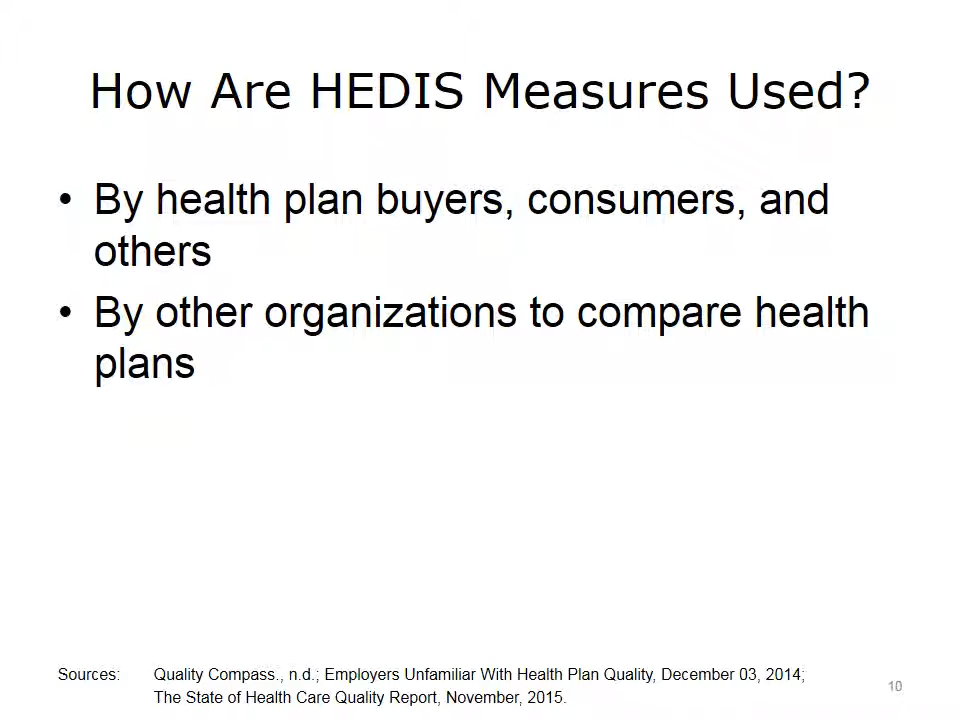 How Are HEDIS Measures Used?
• By health plan buyers, consumers, and
others
• By other organizations to compare health
plans
Sources: Quality Compass., n.d.; Employers Unfamiliar With Health Plan Quality, December 03, 2014;
The State of Health Care Quality Report, November, 2015.
10